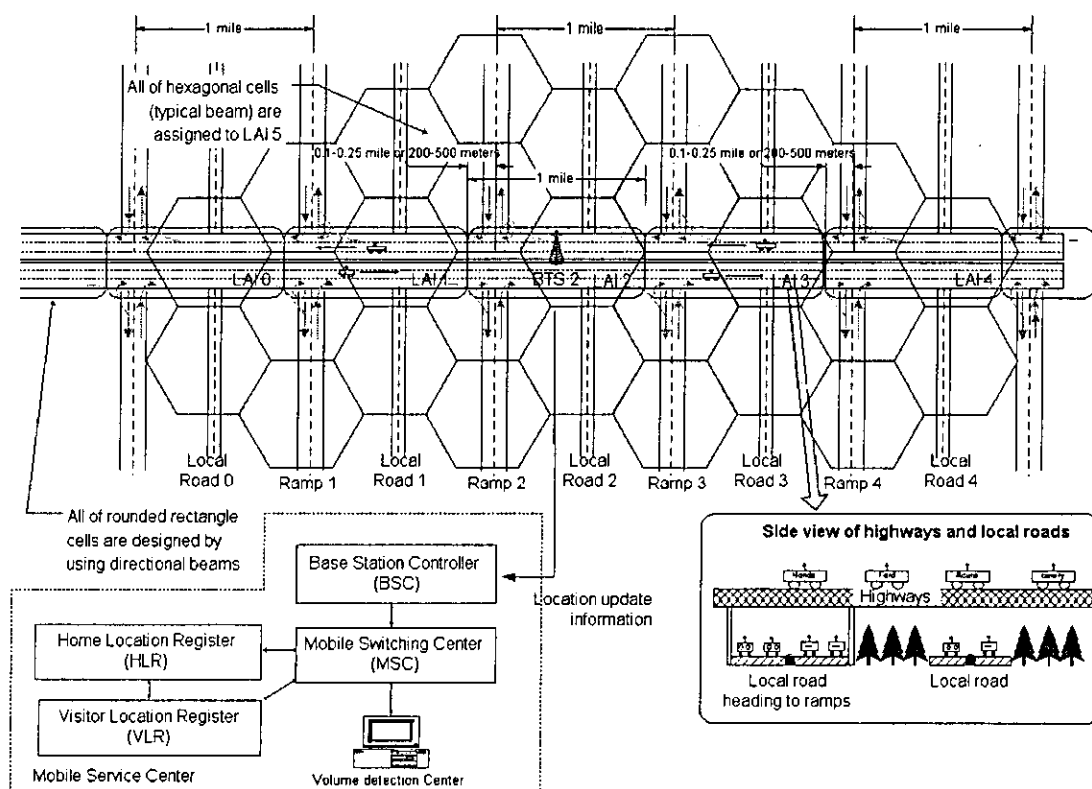 1 mile
1 mile
1 mile
All of hexagonal cells
(typical beam) are
assigned to LAI 5
0.1-0.25 mile or 200-500 meters
0.1-0.25 mile or 200-500 meters
1 mile
LAI 0
LAI 1
BTS 2
LAI 2
LAI 3
LAI 4
Local
Road 0
Ramp 1
Local
Road 1
Ramp 2
Local
Road 2
Ramp 3
Local
Road 3
Ramp 4
Local
Road 4
All of rounded rectangle
cells are designed by
using directional beams
Base Station Controller
(BSC)
Location update
information
Home Location Register
(HLR)
Mobile Switching Center
(MSC)
Visitor Location Register
(VLR)
Mobile Service Center
Volume detection Center
Side view of highways and local roads
Honda
Ford
Acura
Highways
Local road
heading to ramps
Local road